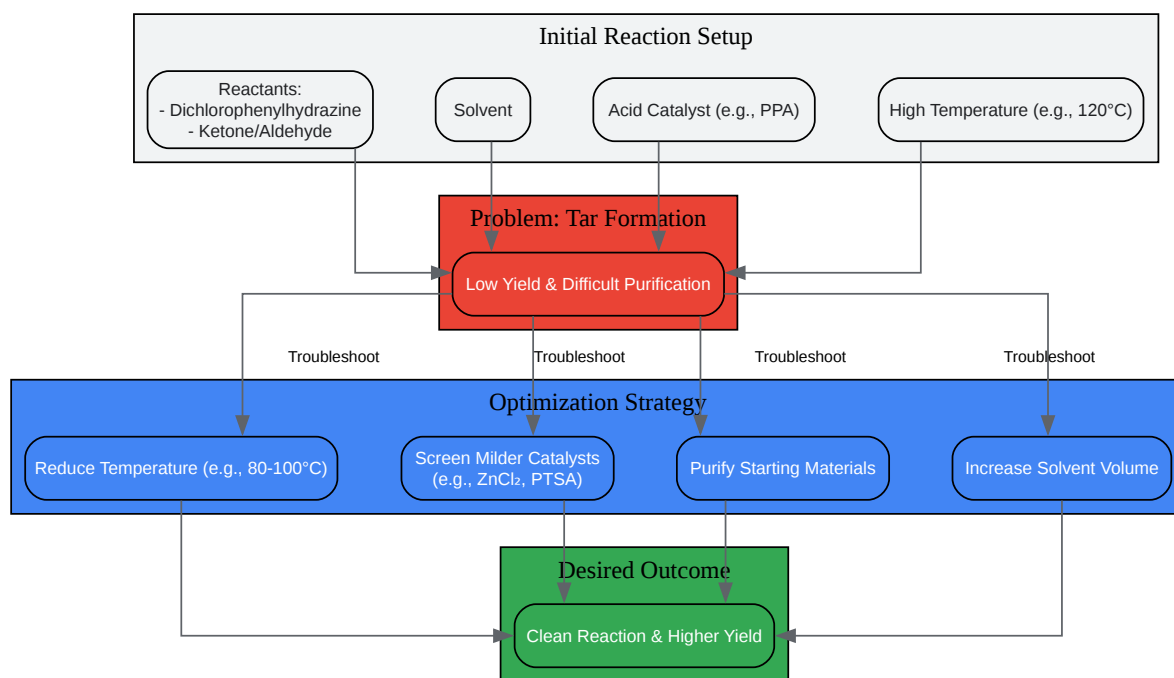 Initial Reaction Setup
Reactants:
- Dichlorophenylhydrazine
- Ketone/Aldehyde
Solvent
Acid Catalyst (e.g., PPA)
High Temperature (e.g., 120°C)
Problem: Tar Formation
Low Yield & Difficult Purification
Troubleshoot
Troubleshoot
Troubleshoot
Troubleshoot
Optimization Strategy
Reduce Temperature (e.g., 80-100°C)
Screen Milder Catalysts
(e.g., ZnCl₂, PTSA)
Purify Starting Materials
Increase Solvent Volume
Desired Outcome
Clean Reaction & Higher Yield